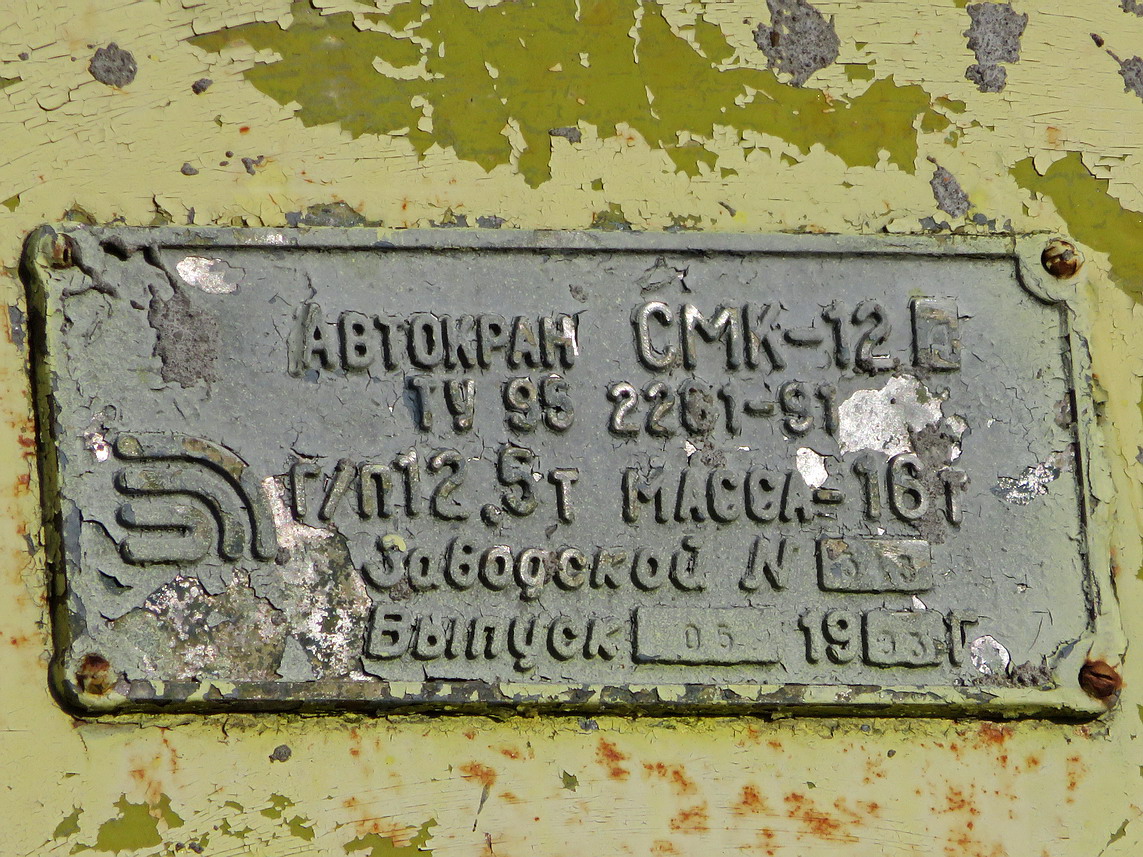 АВТОКРАН СМК-12
ТУ 95 2261-91
Г/П 12.5т МАССА-16т
Заводской N
Выпуск 05 19 г